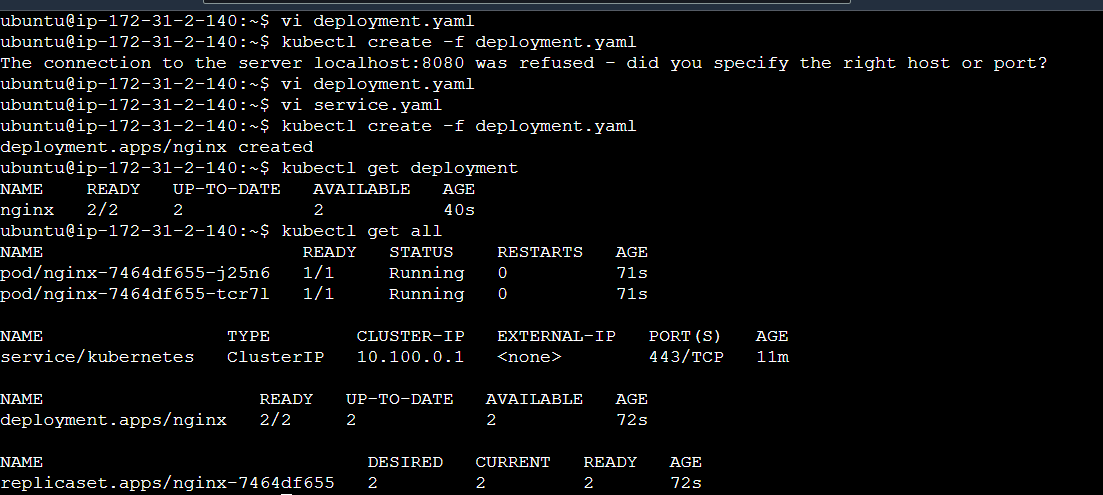 ubuntu@ip-172-31-2-140:~$ vi deployment.yaml
ubuntu@ip-172-31-2-140:~$ kubectl create -f deployment.yaml
The connection to the server localhost:8080 was refused - did you specify the right host or port?
ubuntu@ip-172-31-2-140:~$ vi deployment.yaml
ubuntu@ip-172-31-2-140:~$ vi service.yaml
ubuntu@ip-172-31-2-140:~$ kubectl create -f deployment.yaml
deployment.apps/nginx created
ubuntu@ip-172-31-2-140:~$ kubectl get deployment
NAME    READY   UP-TO-DATE   AVAILABLE   AGE
nginx   2/2     2            2           40s
ubuntu@ip-172-31-2-140:~$ kubectl get all
NAME                        READY   STATUS    RESTARTS   AGE
pod/nginx-7464df655-j25n6   1/1     Running   0          71s
pod/nginx-7464df655-tcr7l   1/1     Running   0          71s
NAME                 TYPE        CLUSTER-IP   EXTERNAL-IP   PORT(S)   AGE
service/kubernetes   ClusterIP   10.100.0.1   <none>        443/TCP   11m
NAME                    READY   UP-TO-DATE   AVAILABLE   AGE
deployment.apps/nginx   2/2     2            2           72s
NAME                              DESIRED   CURRENT   READY   AGE
replicaset.apps/nginx-7464df655   2         2         2       72s